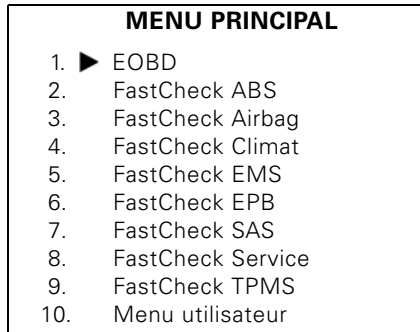 MENU PRINCIPAL
1. ▶ EOBD
2. FastCheck ABS
3. FastCheck Airbag
4. FastCheck Climat
5. FastCheck EMS
6. FastCheck EPB
7. FastCheck SAS
8. FastCheck Service
9. FastCheck TPMS
10. Menu utilisateur